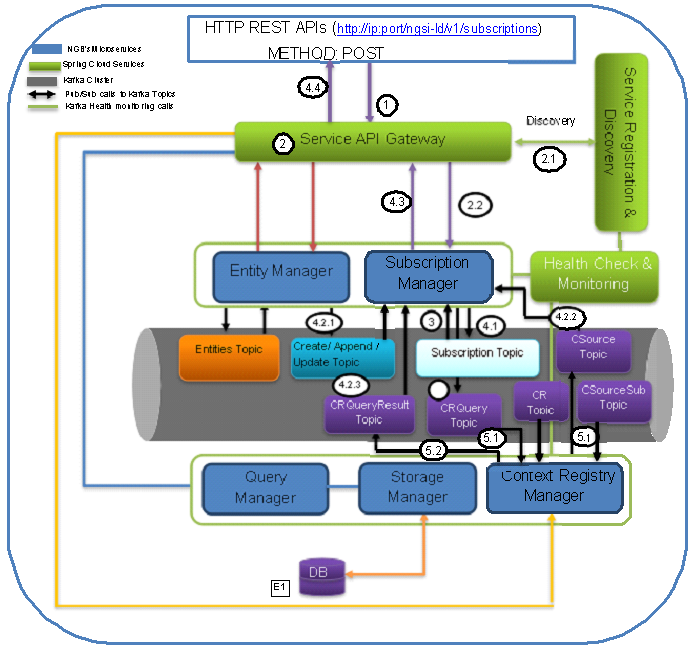 HTTP REST APIs (http://ip:port/ngsi-ld/v1/subscriptions)
METHOD: POST
NGB'sMicroservices
Spring Cloud Services
Kafka Cluster
Pub/Sub calls to Kafka Topics
Kafka Health monitoring calls
4.4
1
2
Service API Gateway
Discovery
2.1
Service Registration &
Discovery
4.3
2.2
Entity Manager
Subscription
Manager
Health Check &
Monitoring
4.2.1
3
4.1
4.2.2
Entities Topic
Create/ Append /
Update Topic
Subscription Topic
CSource
Topic
4.2.3
CRQueryResult
Topic
CRQuery
Topic
CR
Topic
CSourceSub
Topic
5.2
5.1
5.1
Query
Manager
Storage
Manager
Context Registry
Manager
DB
E1